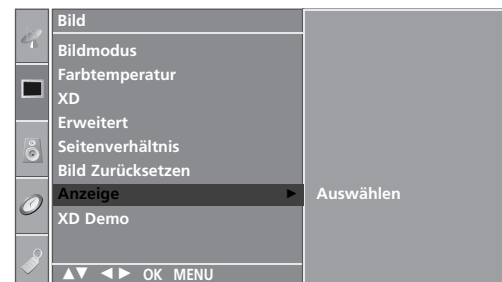 Bild
Bildmodus
Farbtemperatur
XD
Erweitert
Seitenverhältnis
Bild Zurücksetzen
Anzeige ► Auswählen
XD Demo
▲▼ ◄► OK MENU